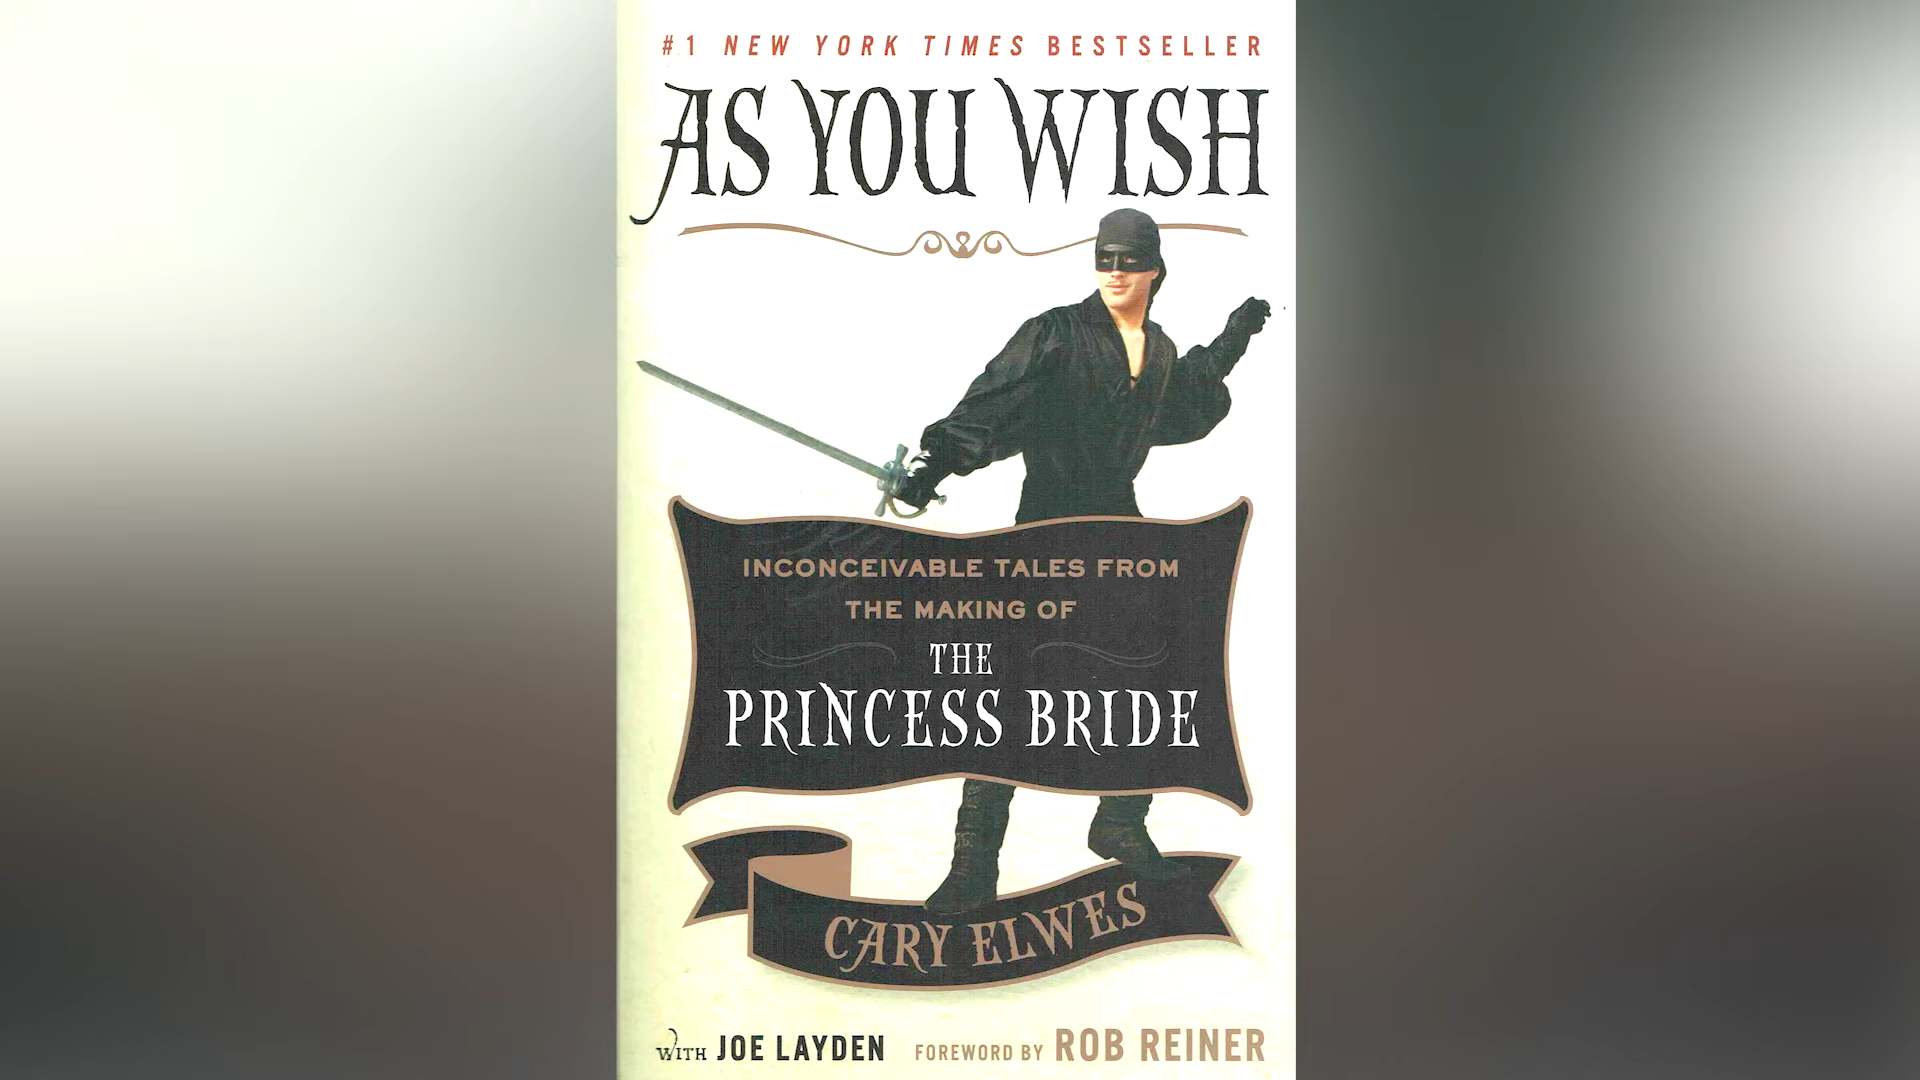 #1 NEW YORK TIMES BESTSELLER
AS YOU WISH
INCONCEIVABLE TALES FROM
THE MAKING OF
THE
PRINCESS BRIDE
CARY ELWES
WITH JOE LAYDEN FOREWORD BY ROB REINER